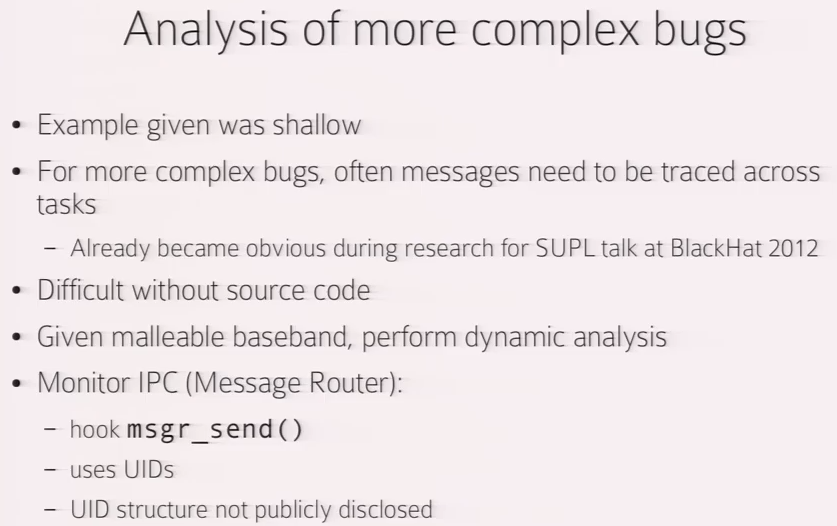 Analysis of more complex bugs
• Example given was shallow
• For more complex bugs, often messages need to be traced across
tasks
– Already became obvious during research for SUPL talk at BlackHat 2012
• Difficult without source code
• Given malleable baseband, perform dynamic analysis
• Monitor IPC (Message Router):
– hook msgr_send()
– uses UIDs
– UID structure not publicly disclosed